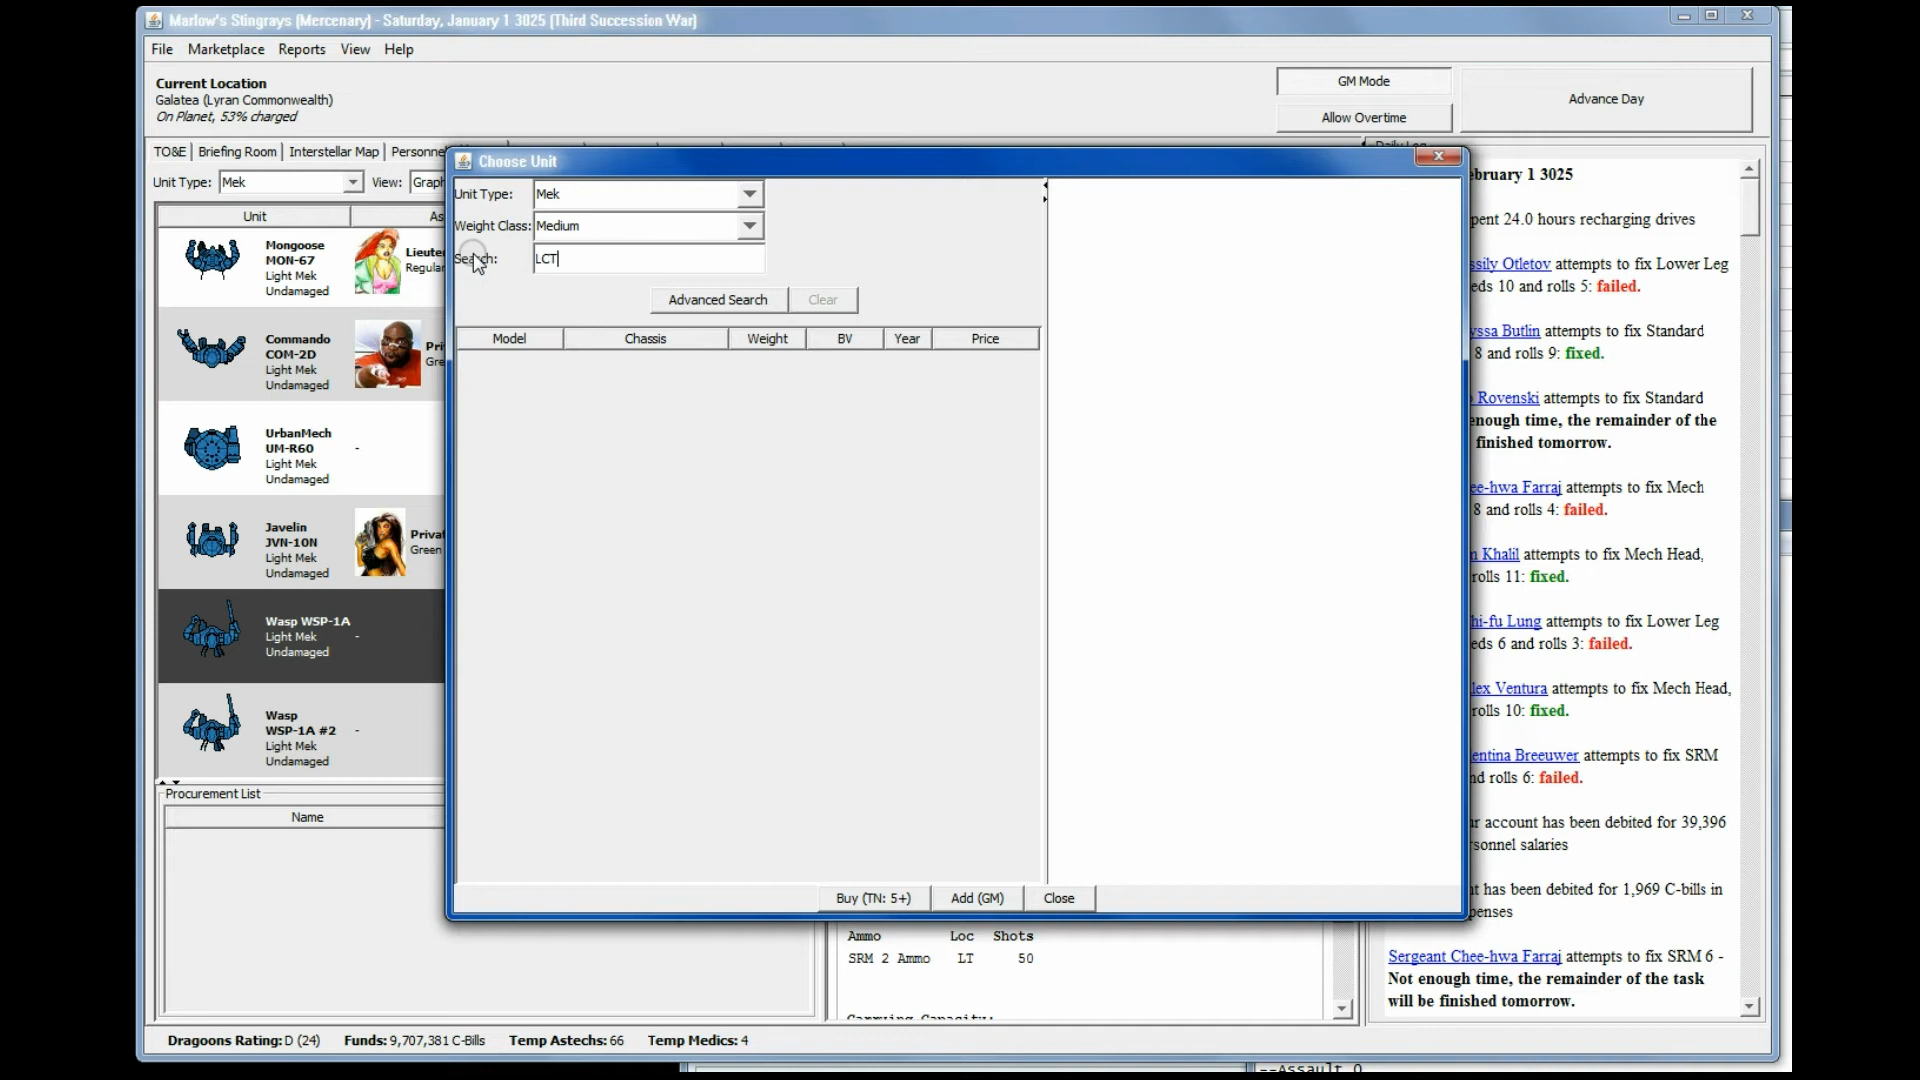 Marlow's Stingrays (Mercenary) - Saturday, January 1 3025 (Third Succession War)
File Marketplace Reports View Help
Current Location
Galatea (Lyran Commonwealth)
On Planet, 53% charged
GM Mode
Allow Overtime
Advance Day
TO&E Briefing Room Interstellar Map Personnel
Unit Type: Mek View: Graph
Unit As
Mongoose
MON-67
Light Mek
Undamaged
Lieute
Regular
Commando
COM-2D
Light Mek
Undamaged
Pri
Gre
UrbanMech
UM-R60
Light Mek
Undamaged
-
Javelin
JVN-10N
Light Mek
Undamaged
Privat
Green
Wasp WSP-1A
Light Mek
Undamaged
-
Wasp
WSP-1A #2
Light Mek
Undamaged
-
Procurement List
Name
Choose Unit
Unit Type: Mek
Weight Class: Medium
Search: LCT
Advanced Search Clear
Model Chassis Weight BV Year Price
Buy (TN: 5+) Add (GM) Close
Ammo Loc Shots
SRM 2 Ammo LT 50
Carrying Capacity:
Daily Log
ebruary 1 3025
pent 24.0 hours recharging drives
ssily Otletov attempts to fix Lower Leg
eds 10 and rolls 5: failed.
yssa Butlin attempts to fix Standard
8 and rolls 9: fixed.
Rovenski attempts to fix Standard
enough time, the remainder of the
finished tomorrow.
ee-hwa Farraj attempts to fix Mech
8 and rolls 4: failed.
n Khalil attempts to fix Mech Head,
rolls 11: fixed.
hi-fu Lung attempts to fix Lower Leg
eds 6 and rolls 3: failed.
lex Ventura attempts to fix Mech Head,
rolls 10: fixed.
entina Breeuwer attempts to fix SRM
nd rolls 6: failed.
ur account has been debited for 39,396
rsonnel salaries
nt has been debited for 1,969 C-bills in
penses
Sergeant Chee-hwa Farraj attempts to fix SRM 6 -
Not enough time, the remainder of the task
will be finished tomorrow.
Dragoons Rating: D (24) Funds: 9,707,381 C-Bills Temp Astechs: 66 Temp Medics: 4
--Assault 0